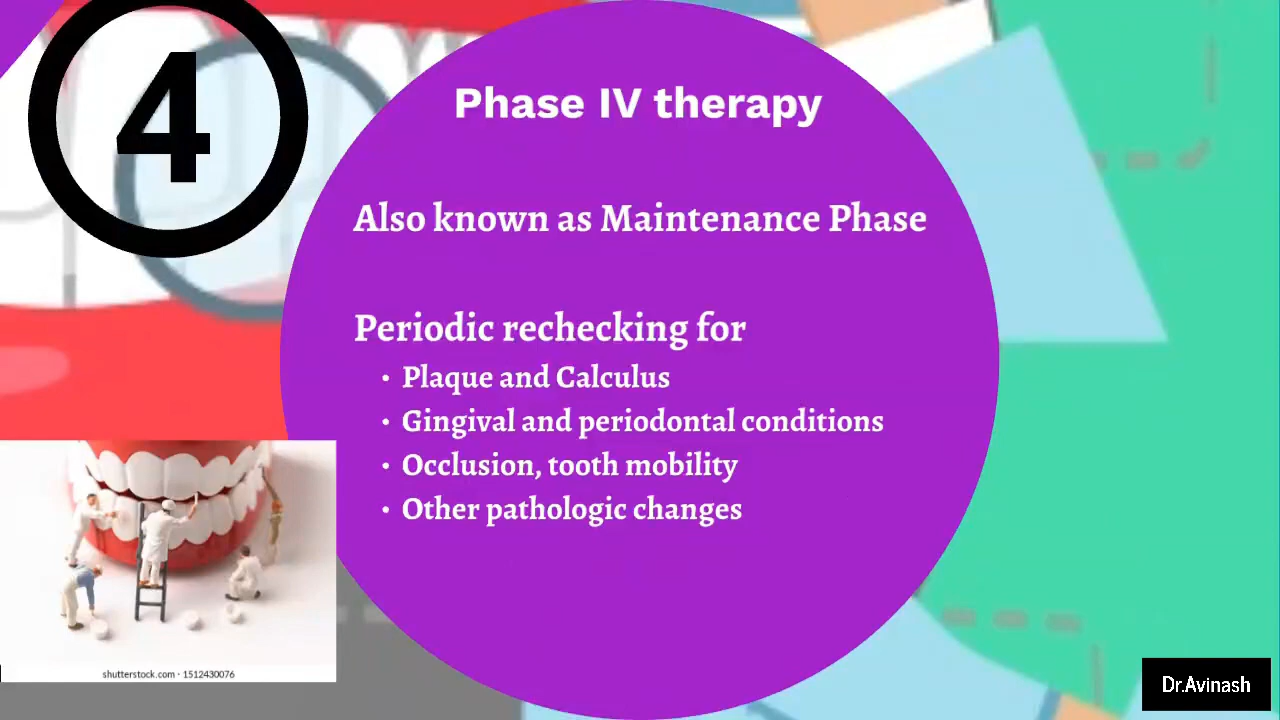 4
Phase IV therapy
Also known as Maintenance Phase
Periodic rechecking for
• Plaque and Calculus
• Gingival and periodontal conditions
• Occlusion, tooth mobility
• Other pathologic changes
shutterstock.com · 1512430076
Dr.Avinash